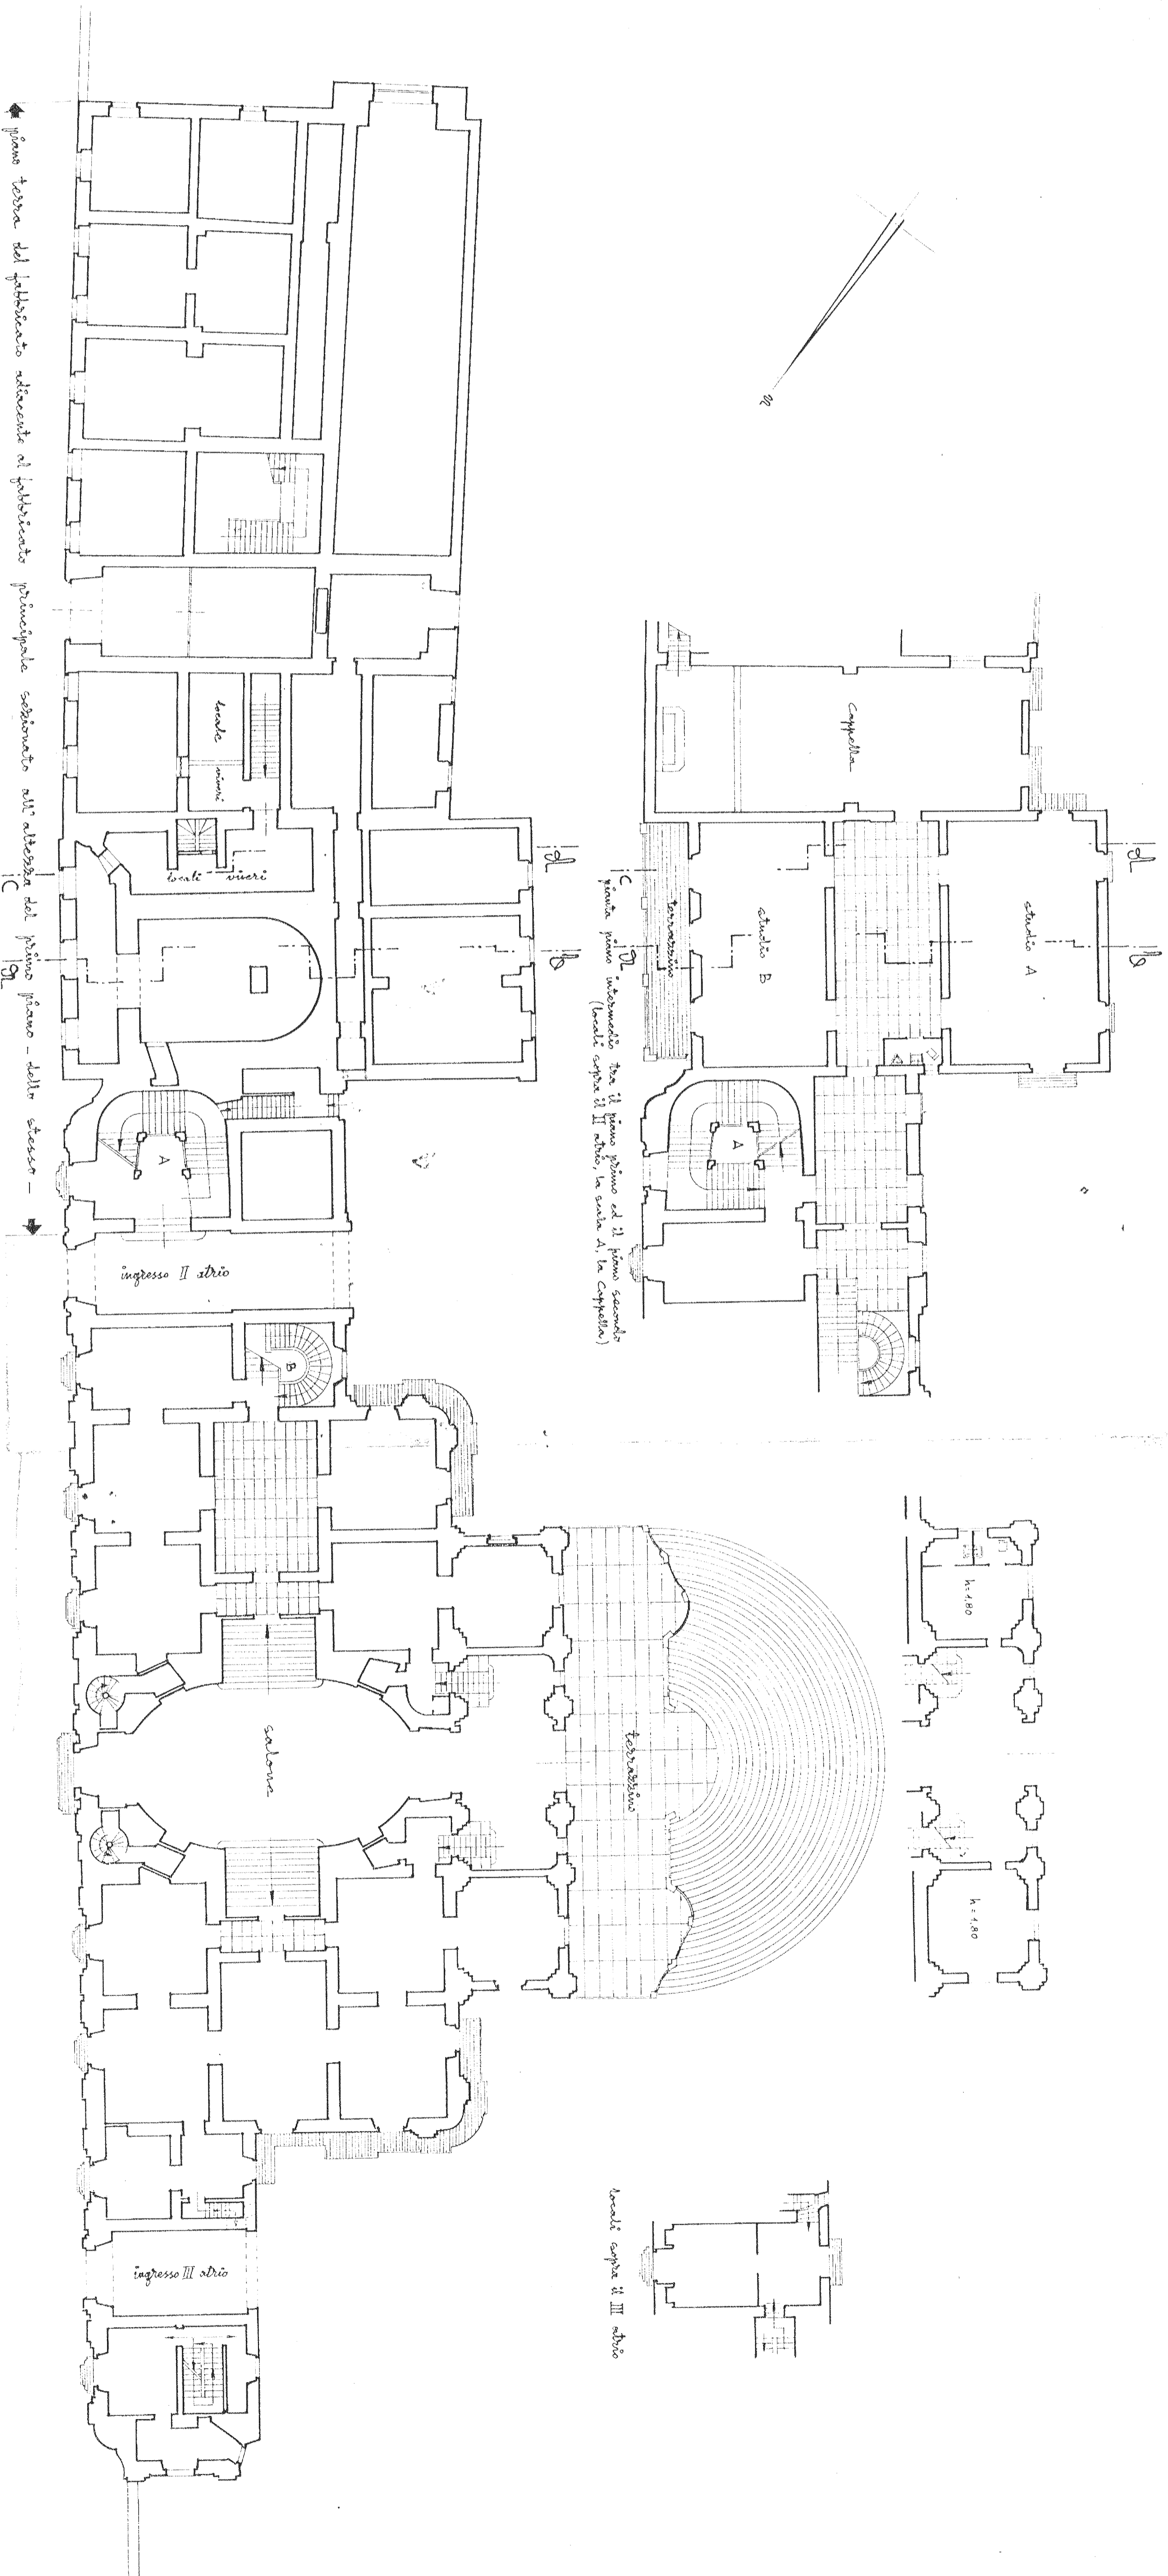 piano terra del fabbricato adiacente al fabbricato principale sezionato all'altezza del primo piano - dello stesso -
N
cappella
studio A
studio B
terrazzino
A
b
d
c
a
pianta piano intermedio tra il piano primo ed il piano secondo
(locali sopra il II atrio, la scala A, la cappella)
locale viveri
locali viveri
d
b
c
a
A
ingresso II atrio
B
salone
terrazzino
h=1,80
h=1,80
locali sopra il III atrio
ingresso III atrio